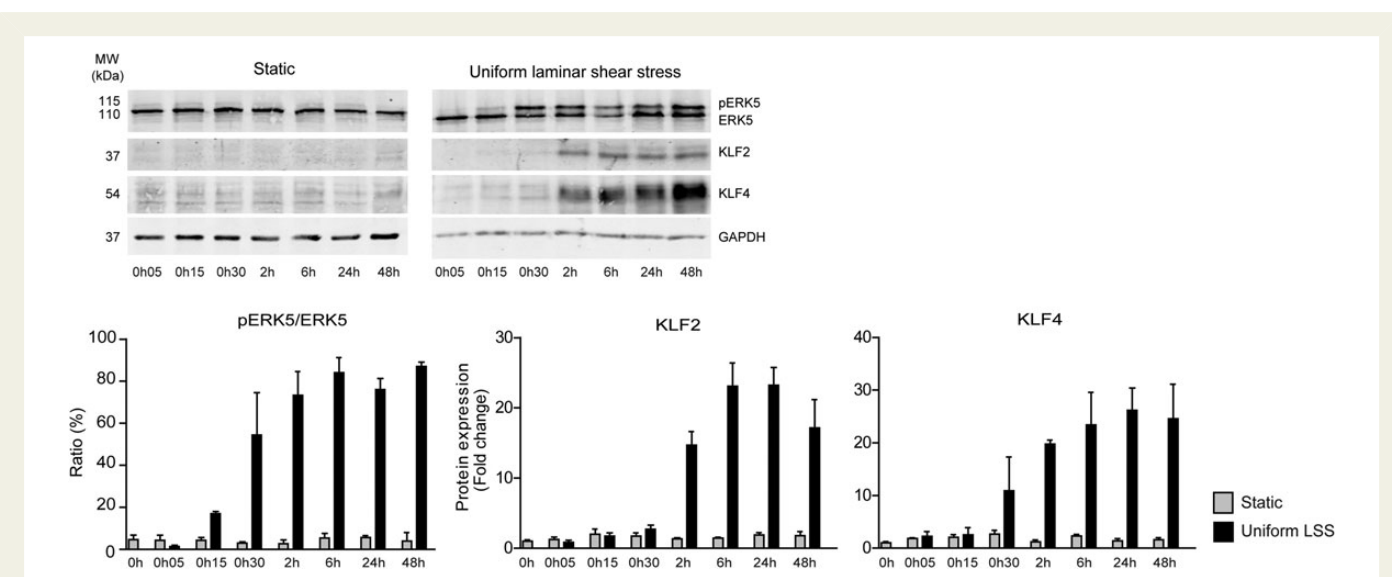 MW
(kDa)
Static
Uniform laminar shear stress
115
110
pERK5
ERK5
37
KLF2
54
KLF4
37
GAPDH
0h05 0h15 0h30 2h 6h 24h 48h
0h05 0h15 0h30 2h 6h 24h 48h
pERK5/ERK5
Ratio (%)
100
80
60
40
20
0
0h 0h05 0h15 0h30 2h 6h 24h 48h
KLF2
Protein expression
(Fold change)
30
20
10
0
0h 0h05 0h15 0h30 2h 6h 24h 48h
KLF4
40
30
20
10
0
0h 0h05 0h15 0h30 2h 6h 24h 48h
Static
Uniform LSS